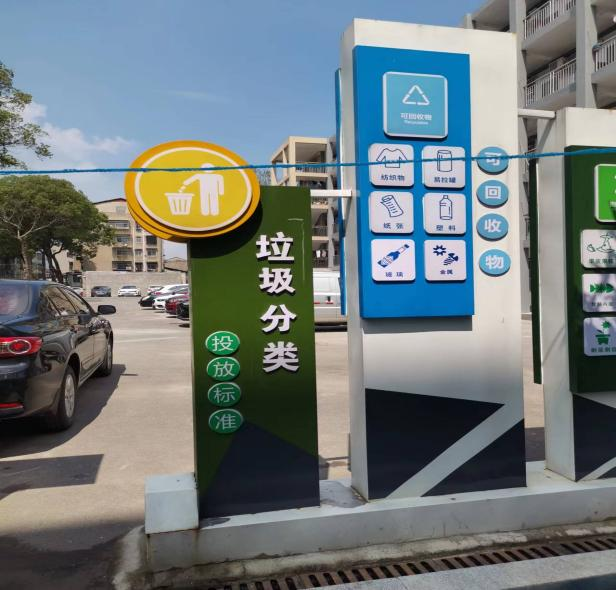 垃圾分类
投放标准
可回收物
Recyclable
纺织物
易拉罐
纸张
塑料
玻璃
金属
可回收物